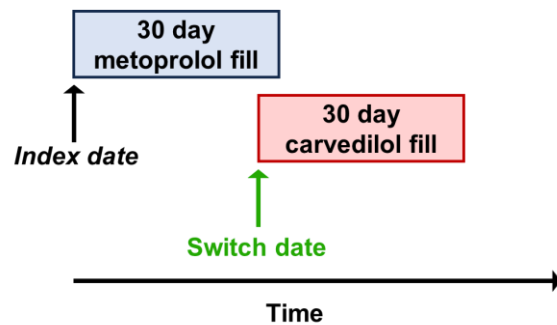 30 day
metoprolol fill
Index date
30 day
carvedilol fill
Switch date
Time